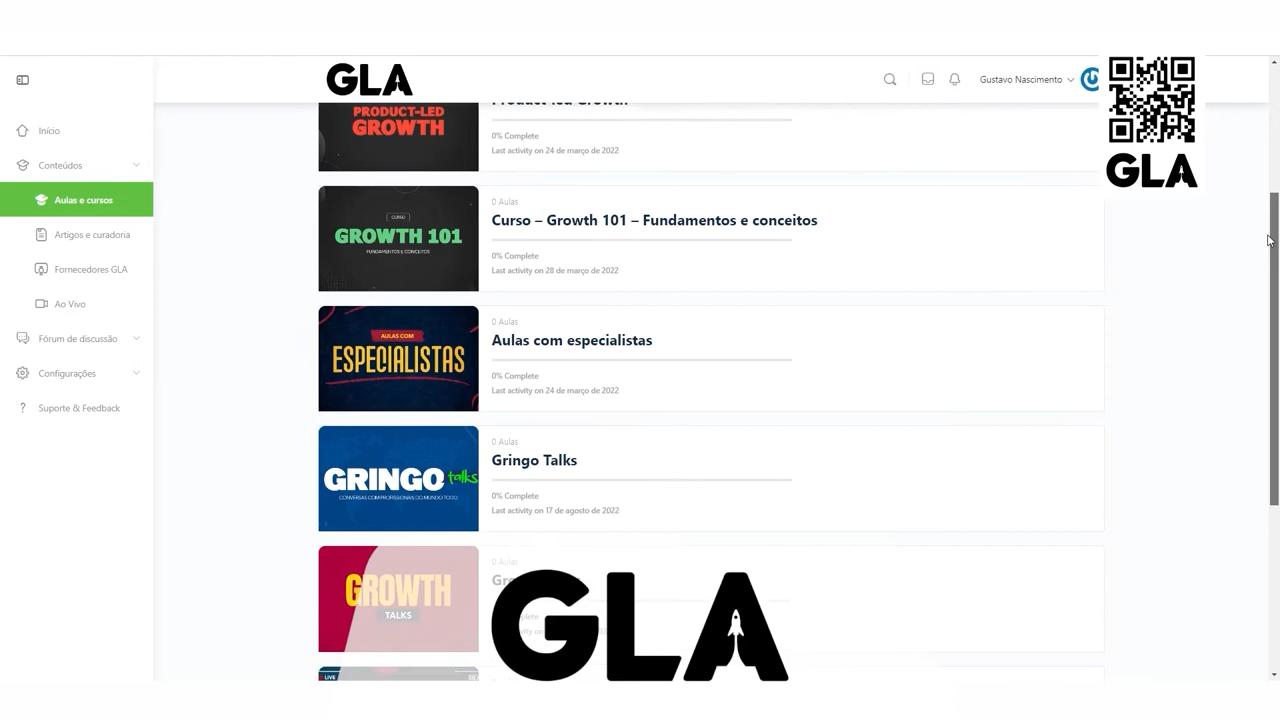 GLA
Gustavo Nascimento
GLA
Início
Conteúdos
Aulas e cursos
Artigos e curadoria
Fornecedores GLA
Ao Vivo
Fórum de discussão
Configurações
? Suporte & Feedback
PRODUCT-LED
GROWTH
Product-led Growth
0% Complete
Last activity on 24 de março de 2022
CURSO
GROWTH 101
FUNDAMENTOS E CONCEITOS
0 Aulas
Curso – Growth 101 – Fundamentos e conceitos
0% Complete
Last activity on 28 de março de 2022
AULAS COM
ESPECIALISTAS
0 Aulas
Aulas com especialistas
0% Complete
Last activity on 24 de março de 2022
GRINGO talks
CONVERSAS COM PROFISSIONAIS DO MUNDO TODO
0 Aulas
Gringo Talks
0% Complete
Last activity on 17 de agosto de 2022
GROWTH
TALKS
0 Aulas
GLA
LIVE